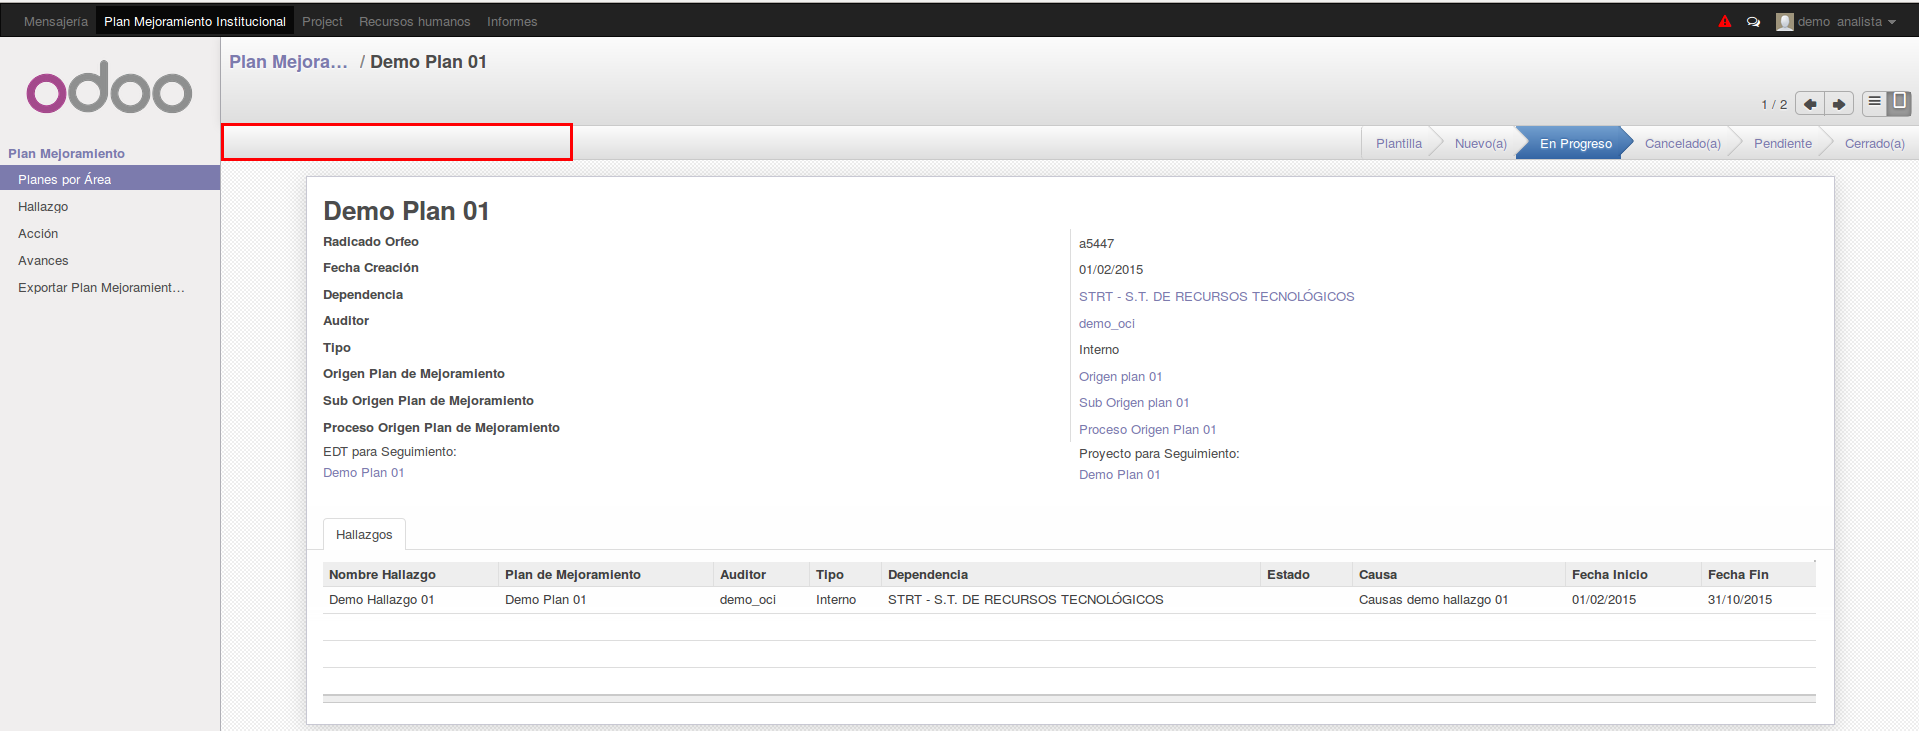 Mensajería Plan Mejoramiento Institucional Project Recursos humanos Informes demo analista
odoo
Plan Mejora... / Demo Plan 01
1 / 2
Plantilla Nuevo(a) En Progreso Cancelado(a) Pendiente Cerrado(a)
Plan Mejoramiento
Planes por Área
Hallazgo
Acción
Avances
Exportar Plan Mejoramient...
Demo Plan 01
Radicado Orfeo a5447
Fecha Creación 01/02/2015
Dependencia STRT - S.T. DE RECURSOS TECNOLÓGICOS
Auditor demo_oci
Tipo Interno
Origen Plan de Mejoramiento Origen plan 01
Sub Origen Plan de Mejoramiento Sub Origen plan 01
Proceso Origen Plan de Mejoramiento Proceso Origen Plan 01
EDT para Seguimiento: Proyecto para Seguimiento:
Demo Plan 01 Demo Plan 01
Hallazgos
Nombre Hallazgo Plan de Mejoramiento Auditor Tipo Dependencia Estado Causa Fecha Inicio Fecha Fin
Demo Hallazgo 01 Demo Plan 01 demo_oci Interno STRT - S.T. DE RECURSOS TECNOLÓGICOS Causas demo hallazgo 01 01/02/2015 31/10/2015